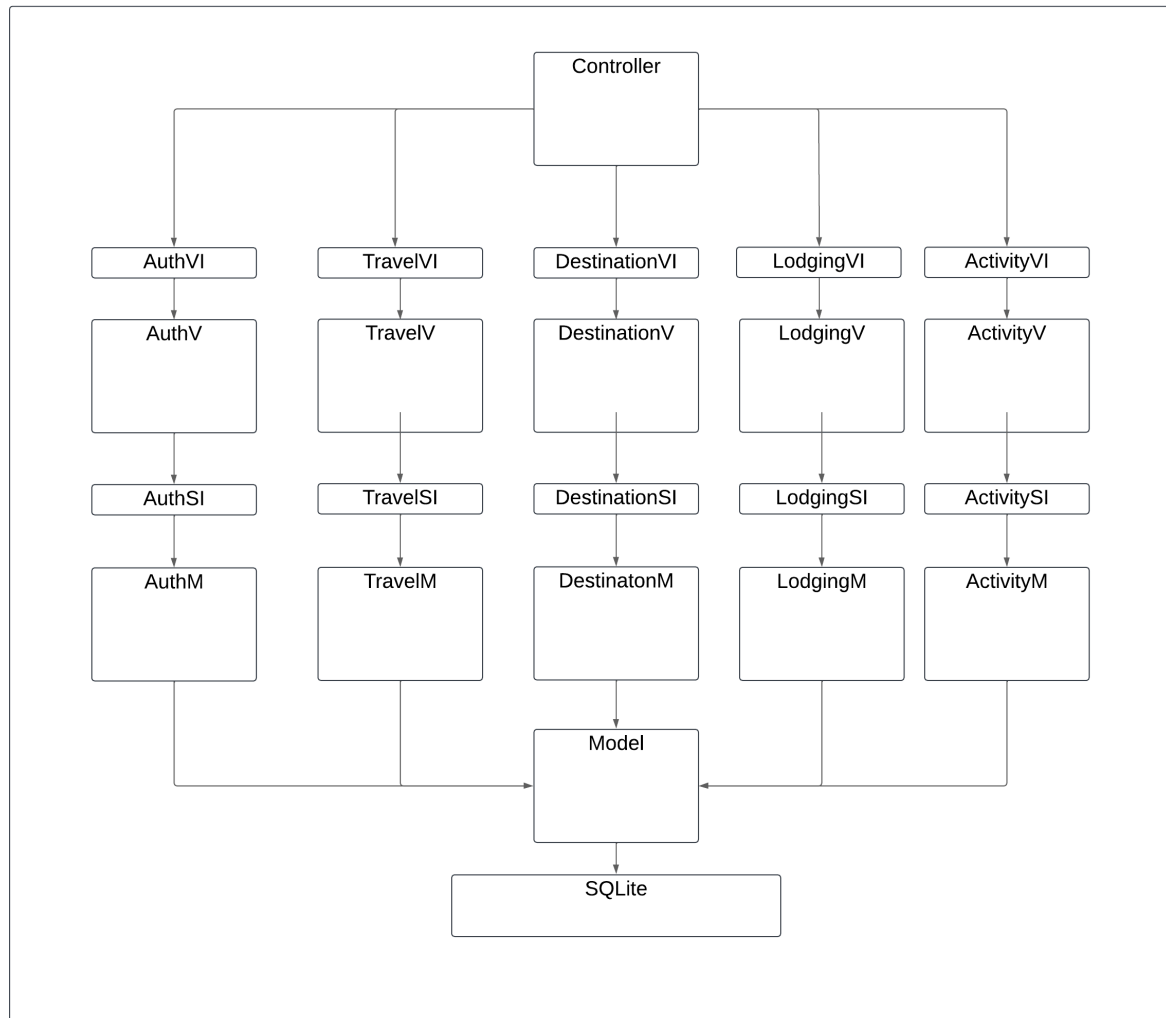 Controller
AuthVI
TravelVI
DestinationVI
LodgingVI
ActivityVI
AuthV
TravelV
DestinationV
LodgingV
ActivityV
AuthSI
TravelSI
DestinationSI
LodgingSI
ActivitySI
AuthM
TravelM
DestinatonM
LodgingM
ActivityM
Model
SQLite